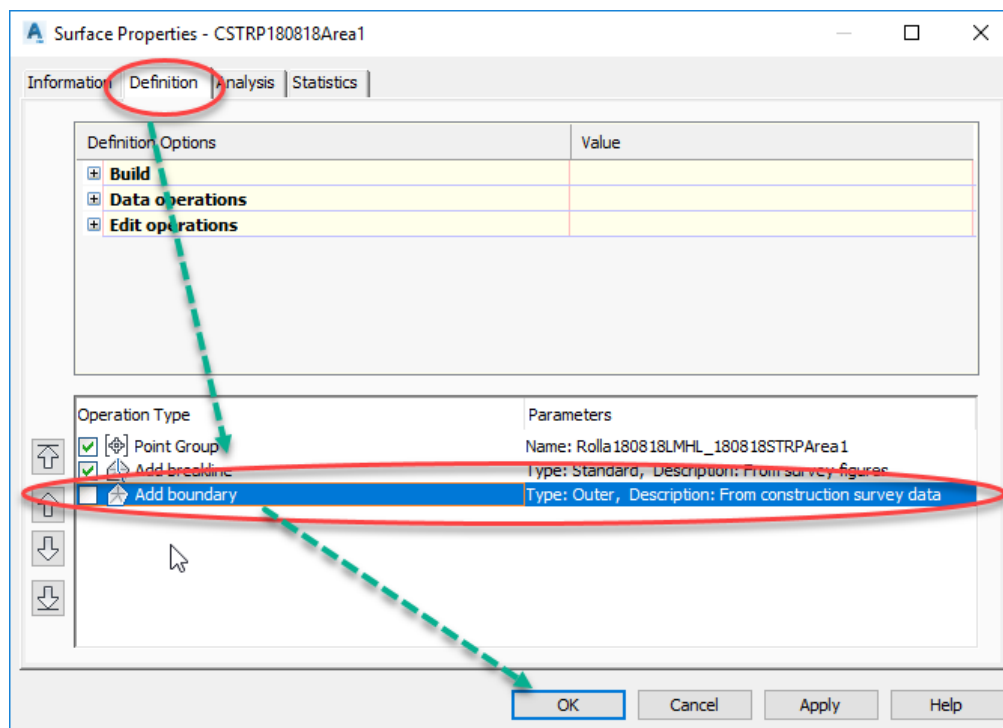 Surface Properties - CSTRP180818Area1
Information Definition Analysis Statistics
Definition Options Value
Build
Data operations
Edit operations
Operation Type Parameters
Point Group Name: Rolla180818LMHL_180818STRPArea1
Add breakline Type: Standard, Description: From survey figures
Add boundary Type: Outer, Description: From construction survey data
OK Cancel Apply Help